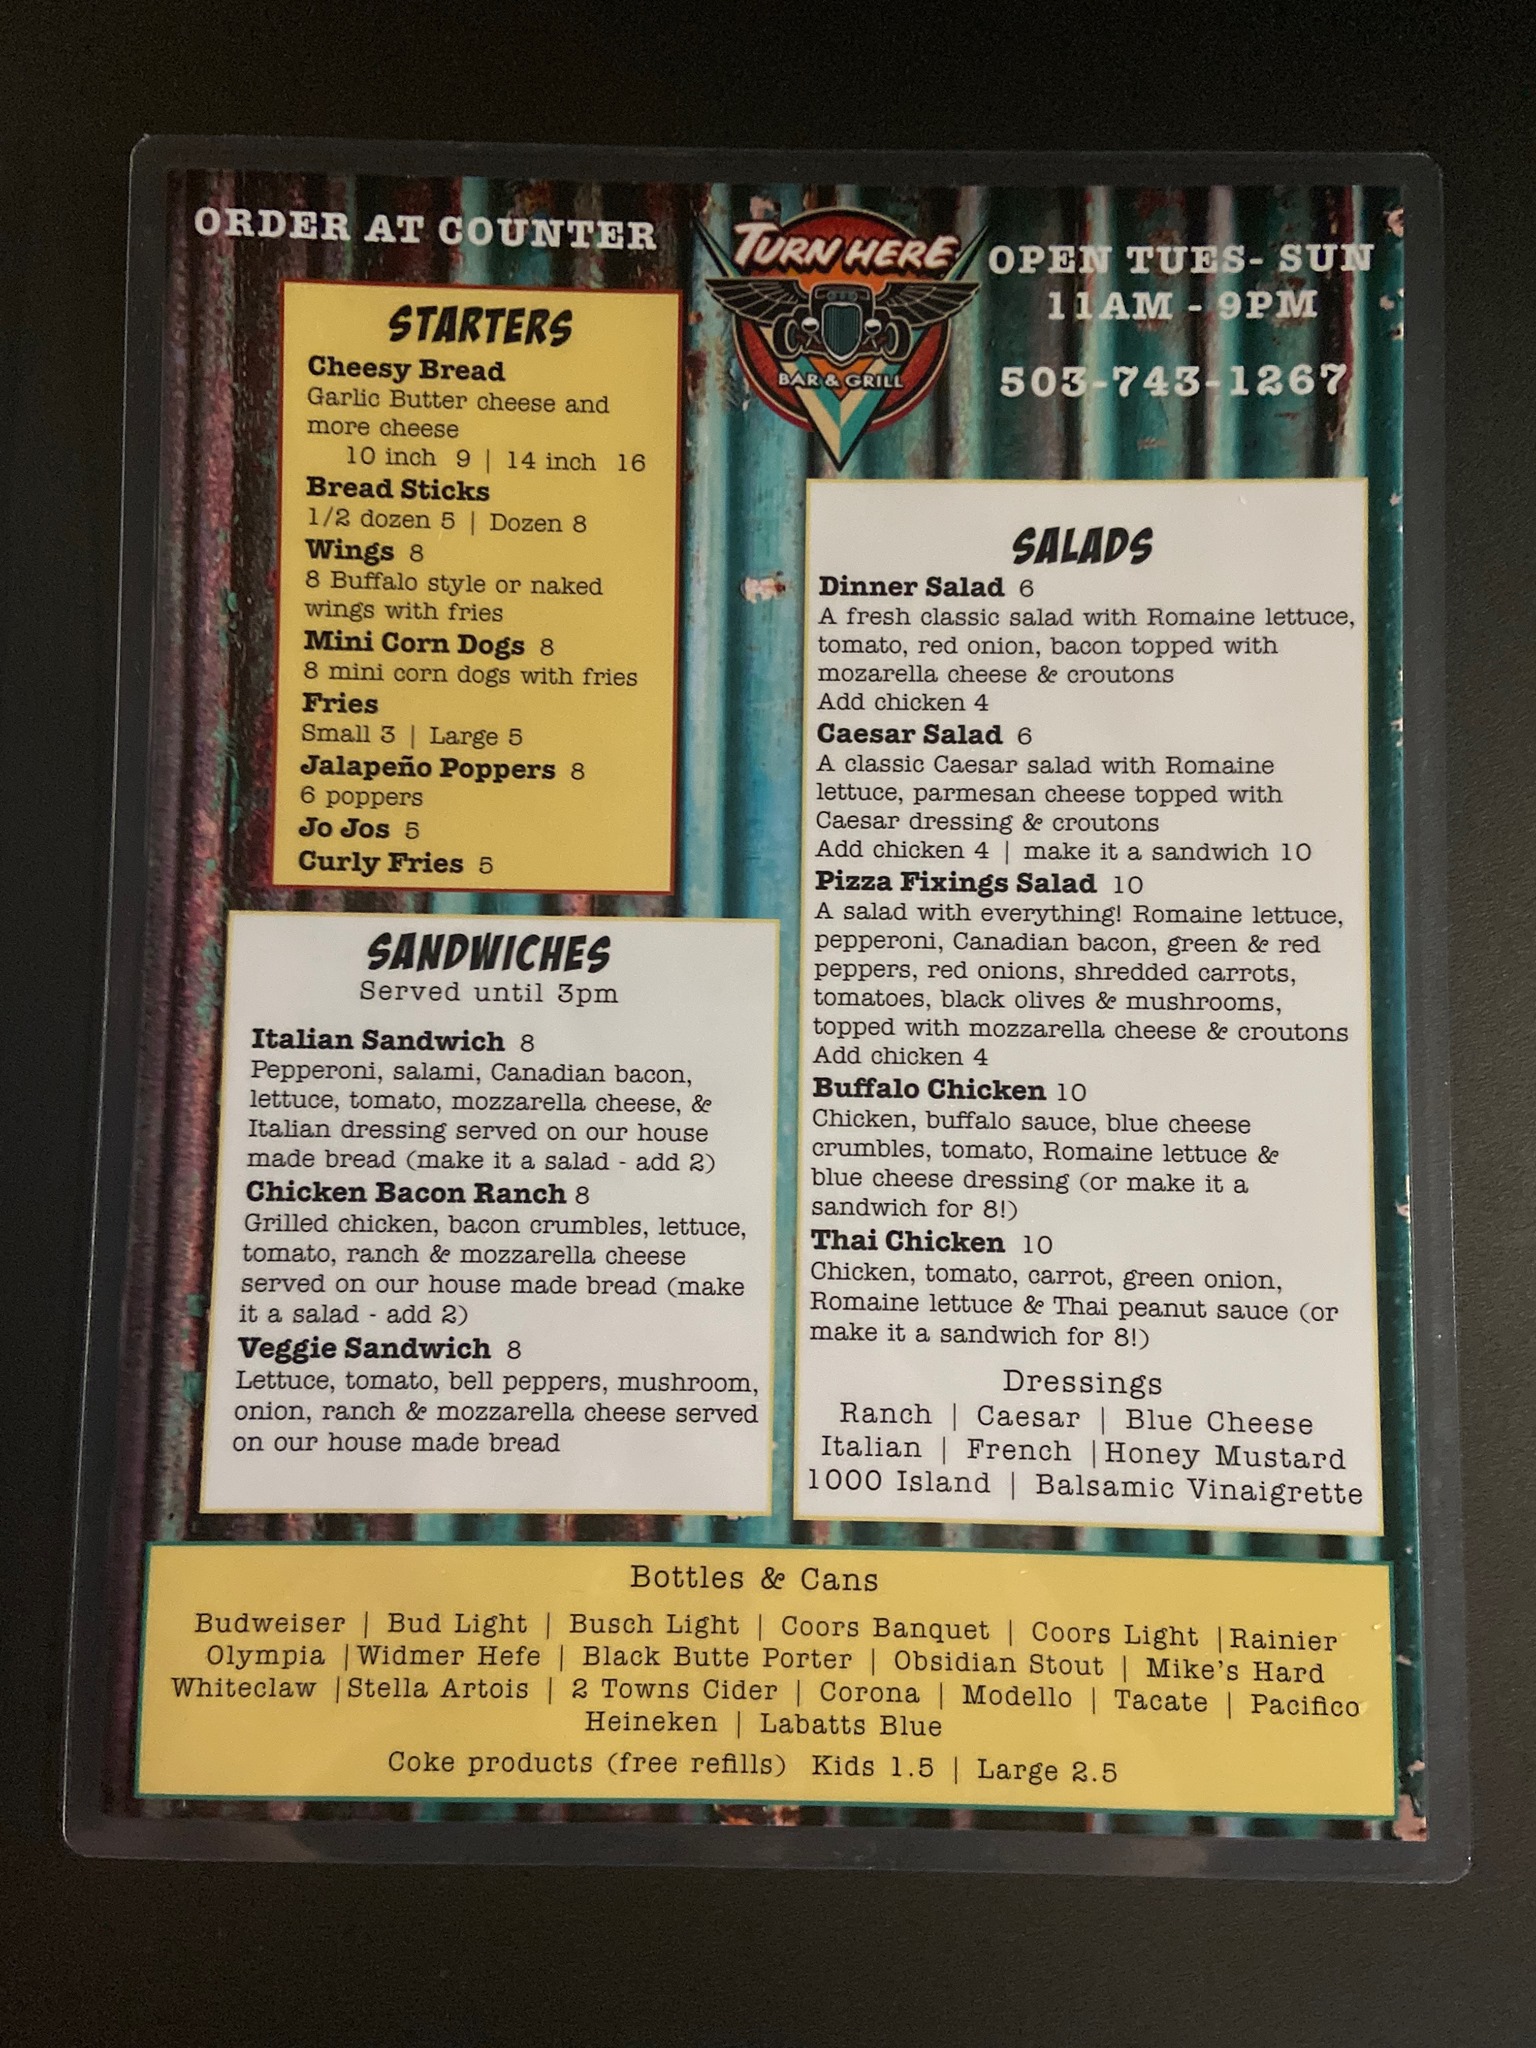 ORDER AT COUNTER
TURN HERE
BAR & GRILL
OPEN TUES- SUN
11AM - 9PM
503-743-1267
STARTERS
Cheesy Bread
Garlic Butter cheese and
more cheese
10 inch 9 | 14 inch 16
Bread Sticks
1/2 dozen 5 | Dozen 8
Wings 8
8 Buffalo style or naked
wings with fries
Mini Corn Dogs 8
8 mini corn dogs with fries
Fries
Small 3 | Large 5
Jalapeño Poppers 8
6 poppers
Jo Jos 5
Curly Fries 5
SANDWICHES
Served until 3pm
Italian Sandwich 8
Pepperoni, salami, Canadian bacon,
lettuce, tomato, mozzarella cheese, &
Italian dressing served on our house
made bread (make it a salad - add 2)
Chicken Bacon Ranch 8
Grilled chicken, bacon crumbles, lettuce,
tomato, ranch & mozzarella cheese
served on our house made bread (make
it a salad - add 2)
Veggie Sandwich 8
Lettuce, tomato, bell peppers, mushroom,
onion, ranch & mozzarella cheese served
on our house made bread
SALADS
Dinner Salad 6
A fresh classic salad with Romaine lettuce,
tomato, red onion, bacon topped with
mozarella cheese & croutons
Add chicken 4
Caesar Salad 6
A classic Caesar salad with Romaine
lettuce, parmesan cheese topped with
Caesar dressing & croutons
Add chicken 4 | make it a sandwich 10
Pizza Fixings Salad 10
A salad with everything! Romaine lettuce,
pepperoni, Canadian bacon, green & red
peppers, red onions, shredded carrots,
tomatoes, black olives & mushrooms,
topped with mozzarella cheese & croutons
Add chicken 4
Buffalo Chicken 10
Chicken, buffalo sauce, blue cheese
crumbles, tomato, Romaine lettuce &
blue cheese dressing (or make it a
sandwich for 8!)
Thai Chicken 10
Chicken, tomato, carrot, green onion,
Romaine lettuce & Thai peanut sauce (or
make it a sandwich for 8!)
Dressings
Ranch | Caesar | Blue Cheese
Italian | French |Honey Mustard
1000 Island | Balsamic Vinaigrette
Bottles & Cans
Budweiser | Bud Light | Busch Light | Coors Banquet | Coors Light |Rainier
Olympia |Widmer Hefe | Black Butte Porter | Obsidian Stout | Mike's Hard
Whiteclaw |Stella Artois | 2 Towns Cider | Corona | Modello | Tacate | Pacifico
Heineken | Labatts Blue
Coke products (free refills) Kids 1.5 | Large 2.5